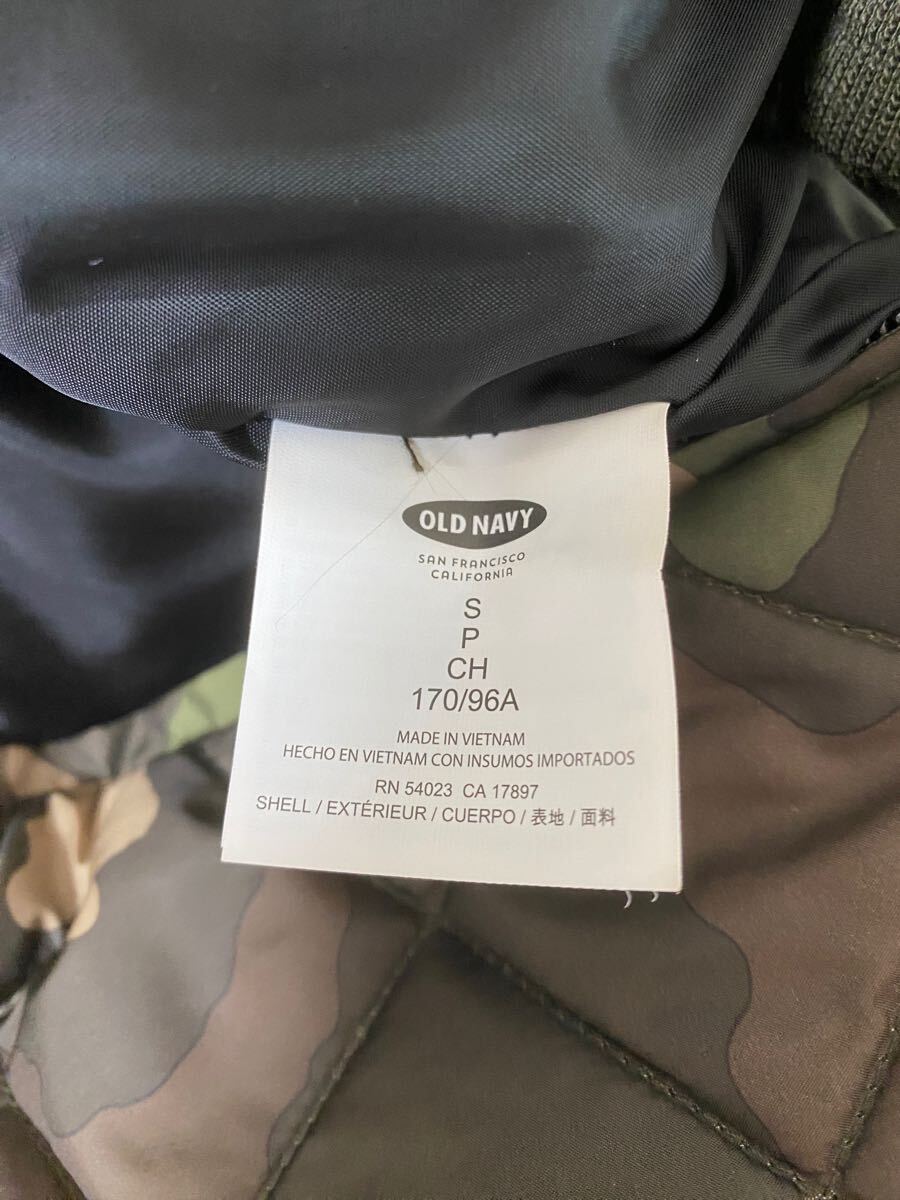 OLD NAVY
SAN FRANCISCO
CALIFORNIA
S
P
CH
170/96A
MADE IN VIETNAM
HECHO EN VIETNAM CON INSUMOS IMPORTADOS
RN 54023 CA 17897
SHELL / EXTÉRIEUR / CUERPO / 表地 / 面料